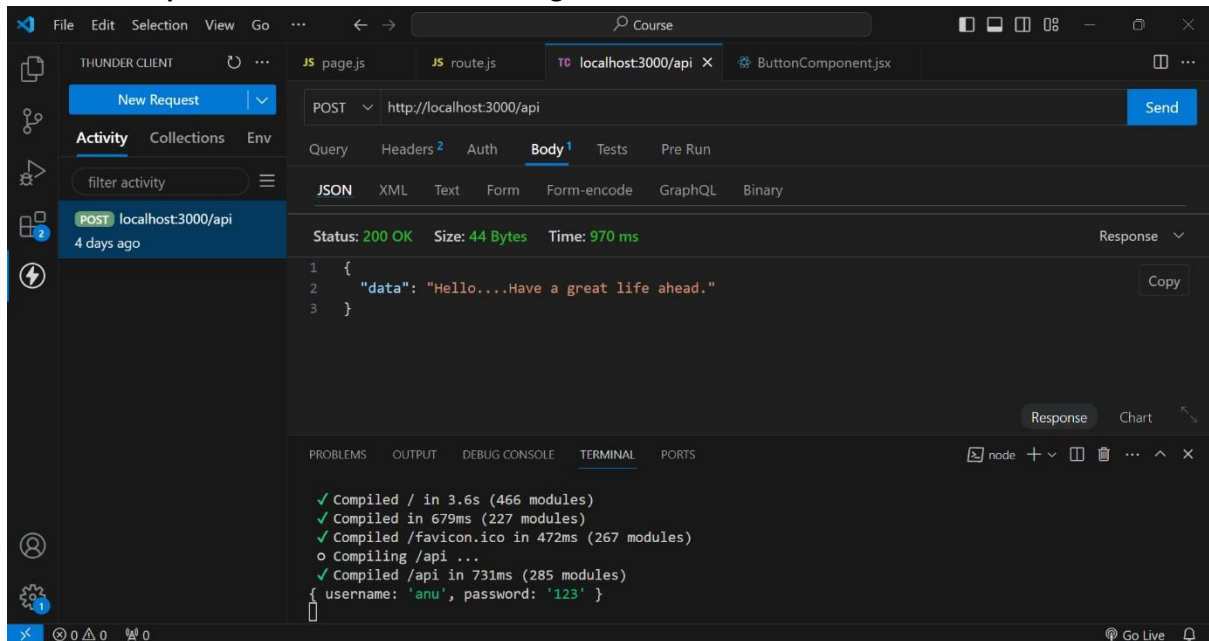 File Edit Selection View Go ··· Course
THUNDER CLIENT ···
JS page.js JS route.js TC localhost:3000/api ButtonComponent.jsx ···
New Request
POST http://localhost:3000/api Send
Activity Collections Env
Query Headers 2 Auth Body 1 Tests Pre Run
filter activity
JSON XML Text Form Form-encode GraphQL Binary
POST localhost:3000/api
4 days ago
Status: 200 OK Size: 44 Bytes Time: 970 ms Response
1 {
2 "data": "Hello....Have a great life ahead."
3 }
Copy
2
Response Chart
PROBLEMS OUTPUT DEBUG CONSOLE TERMINAL PORTS node ···
✓ Compiled / in 3.6s (466 modules)
✓ Compiled in 679ms (227 modules)
✓ Compiled /favicon.ico in 472ms (267 modules)
○ Compiling /api ...
✓ Compiled /api in 731ms (285 modules)
{ username: 'anu', password: '123' }
1
0 0 0 Go Live